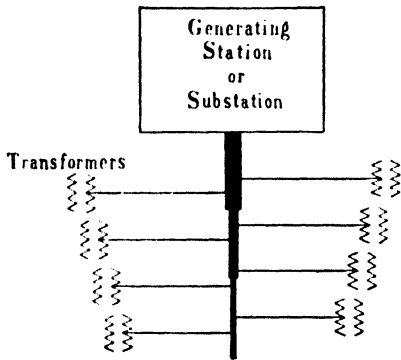 Generating
Station
or
Substation
Transformers